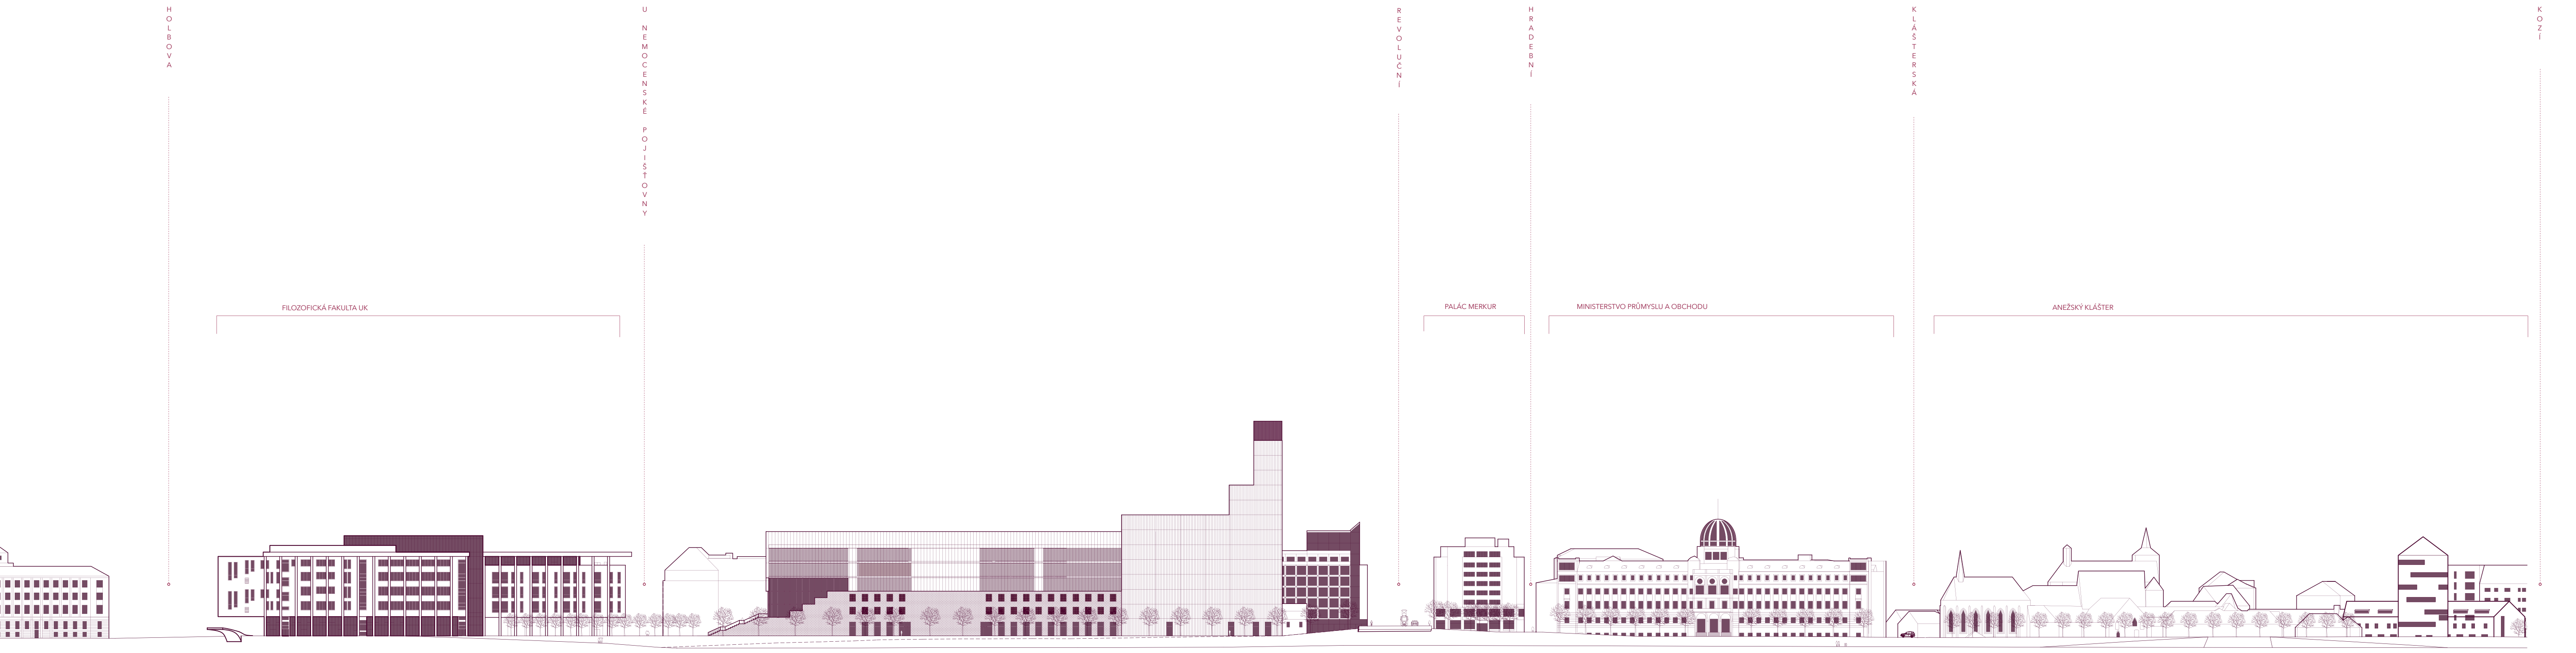 HOLBOVA
U NEMOCENSKÉ POJIŠŤOVNY
REVOLUČNÍ
HRADEBNÍ
KLÁŠTERSKÁ
KOZÍ
FILOZOFICKÁ FAKULTA UK
PALÁC MERKUR
MINISTERSTVO PRŮMYSLU A OBCHODU
ANEŽSKÝ KLÁŠTER